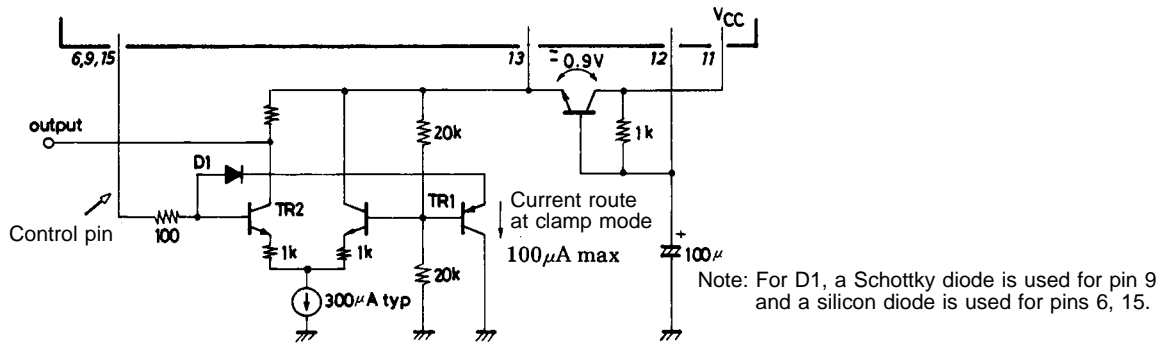 VCC
6,9,15
13
12
11
= 0.9V
output
20k
1k
D1
TR2
TR1
Current route
at clamp mode
100μA max
Control pin
100
1k
1k
20k
300μA typ
+
100μ
Note: For D1, a Schottky diode is used for pin 9
and a silicon diode is used for pins 6, 15.